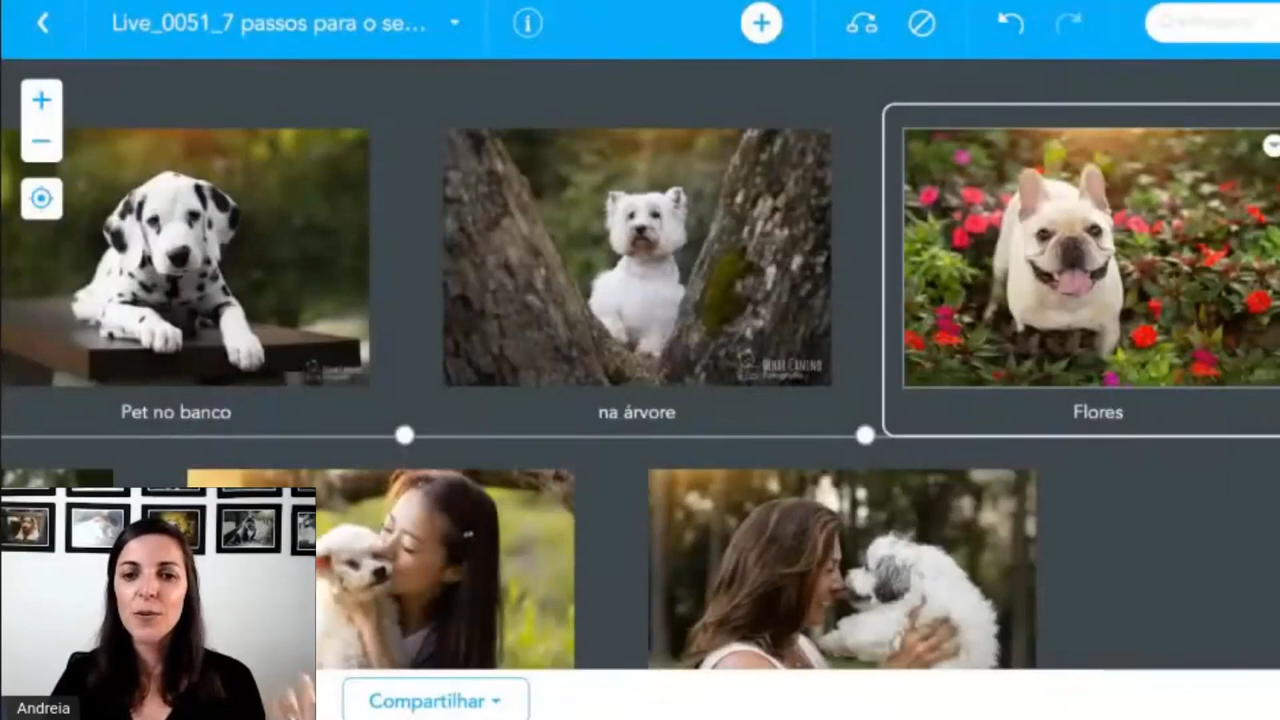 Live_0051_7 passos para o se...
Pet no banco
na árvore
Flores
Compartilhar
Andreia